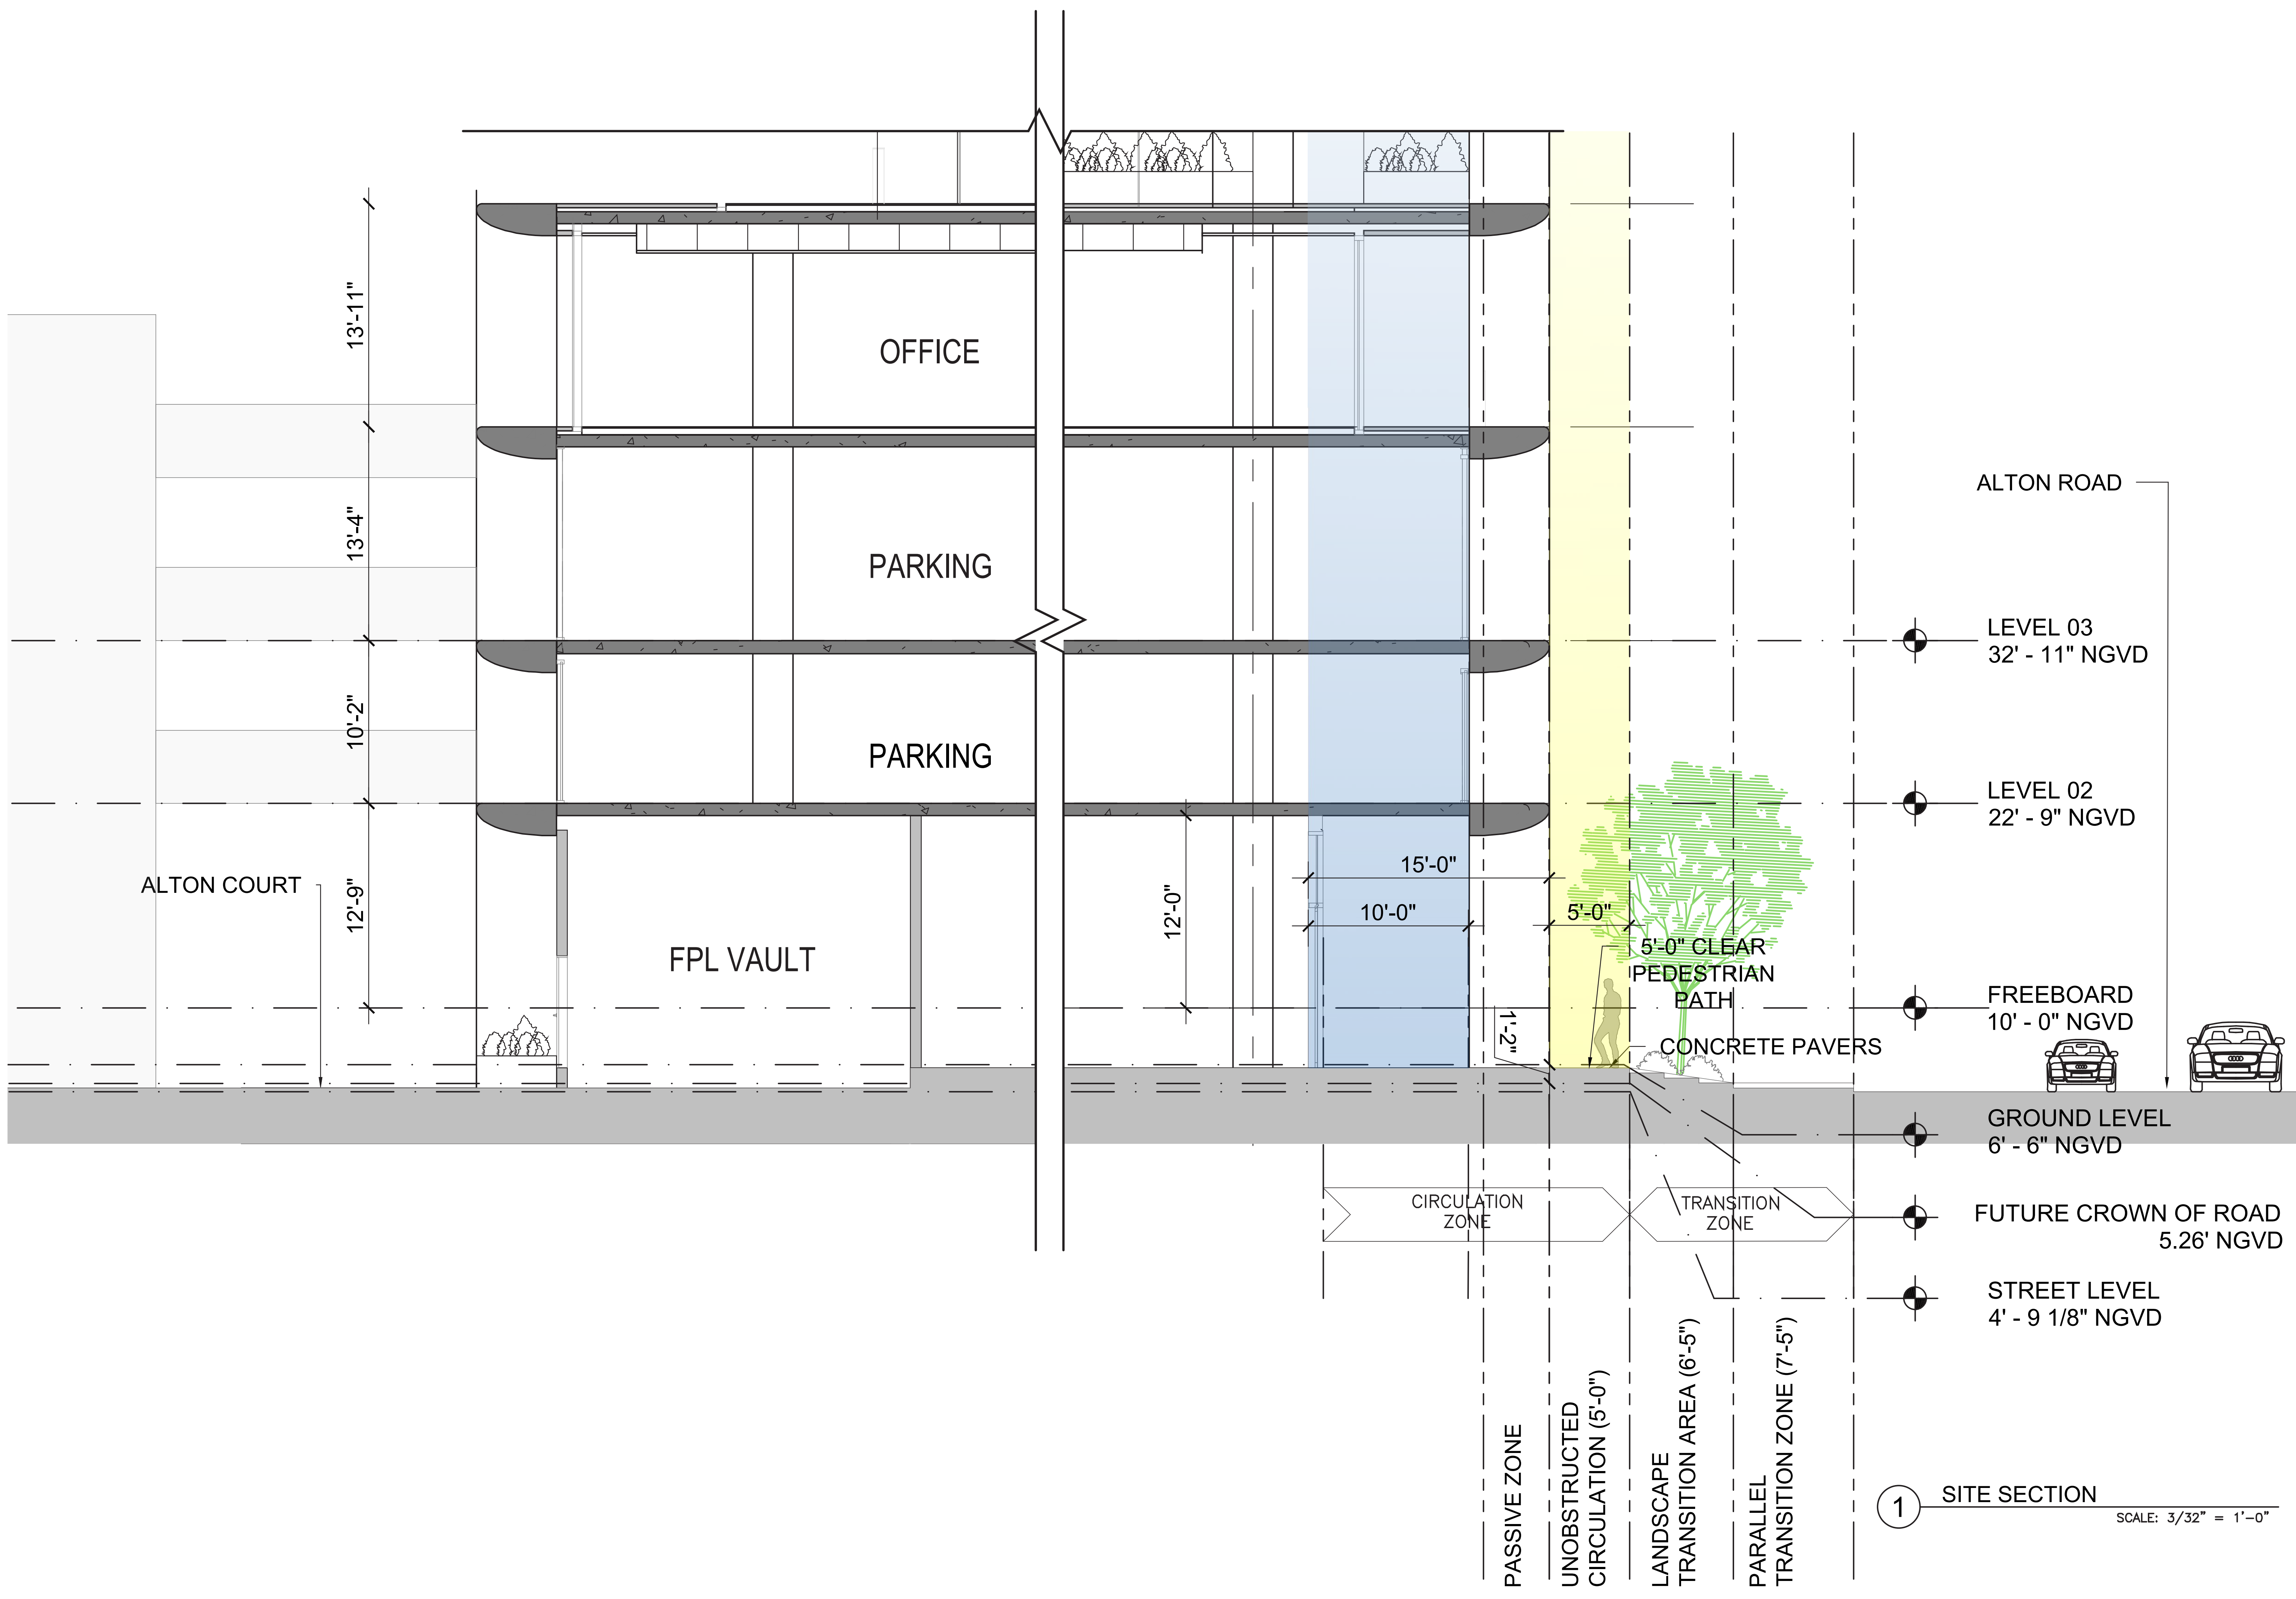 13'-11"
OFFICE
ALTON ROAD
13'-4"
PARKING
LEVEL 03
32' - 11" NGVD
10'-2"
PARKING
LEVEL 02
22' - 9" NGVD
ALTON COURT
12'-9"
12'-0"
15'-0"
10'-0"
5'-0"
FPL VAULT
5'-0" CLEAR
PEDESTRIAN
PATH
FREEBOARD
10' - 0" NGVD
1'-2"
CONCRETE PAVERS
GROUND LEVEL
6' - 6" NGVD
CIRCULATION
ZONE
TRANSITION
ZONE
FUTURE CROWN OF ROAD
5.26' NGVD
STREET LEVEL
4' - 9 1/8" NGVD
PASSIVE ZONE
UNOBSTRUCTED
CIRCULATION (5'-0")
LANDSCAPE
TRANSITION AREA (6'-5")
PARALLEL
TRANSITION ZONE (7'-5")
1
SITE SECTION
SCALE: 3/32" = 1'-0"